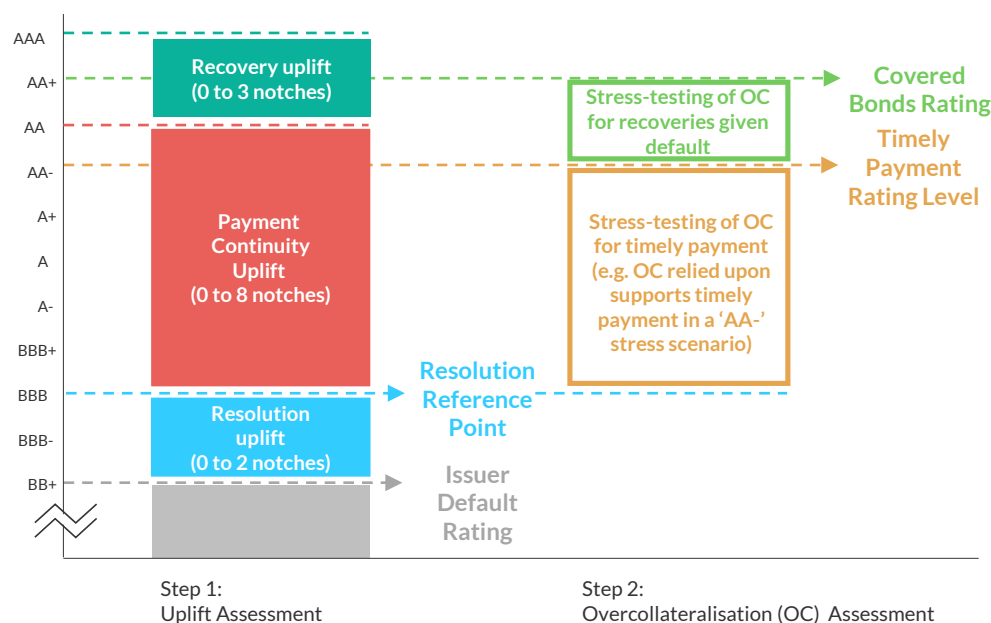 AAA
AA+
AA
AA-
A+
A
A-
BBB+
BBB
BBB-
BB+
Recovery uplift
(0 to 3 notches)
Payment
Continuity
Uplift
(0 to 8 notches)
Resolution
uplift
(0 to 2 notches)
Resolution
Reference
Point
Issuer
Default
Rating
Stress-testing of OC
for recoveries given
default
Stress-testing of OC
for timely payment
(e.g. OC relied upon
supports timely
payment in a ‘AA-’
stress scenario)
Covered
Bonds Rating
Timely
Payment
Rating Level
Step 1:
Uplift Assessment
Step 2:
Overcollateralisation (OC) Assessment